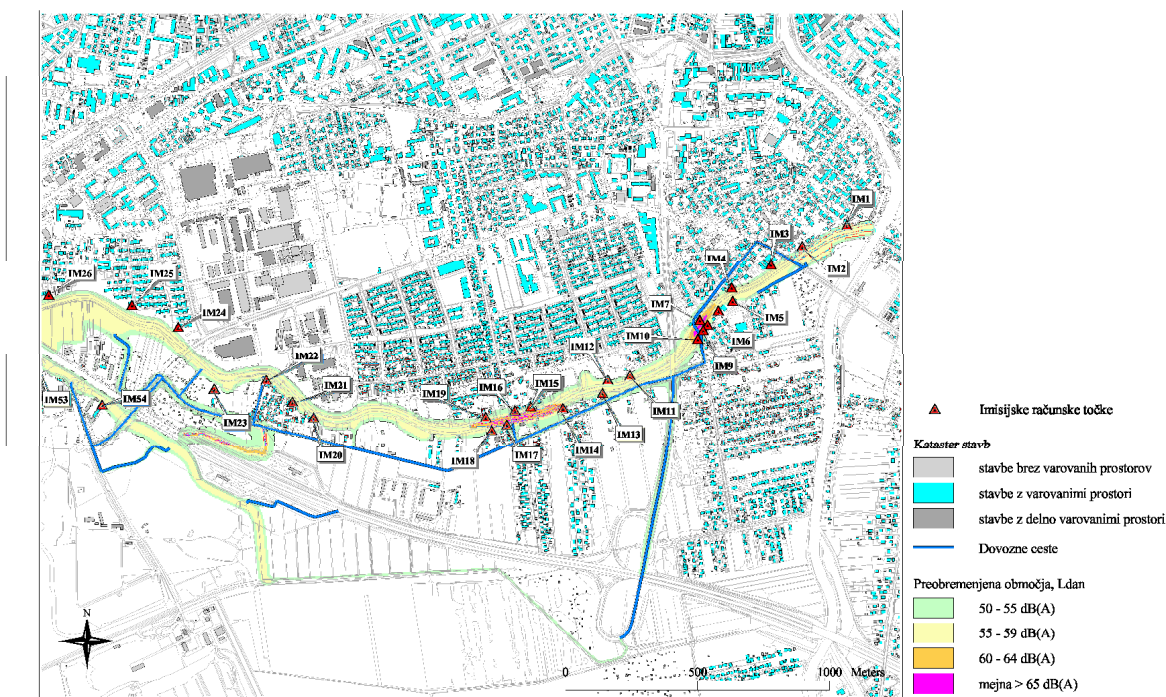 IM1
IM3
IM2
IM4
IM26
IM25
IM7
IM5
IM24
IM10
IM6
IM12
IM9
IM22
IM16
IM15
IM21
IM19
IM11
IM53
IM54
IM23
IM20
IM13
IM14
IM18
IM17
N
0 500 1000 Meters
Imisijske računske točke
Kataster stavb
stavbe brez varovanih prostorov
stavbe z varovanimi prostori
stavbe z delno varovanimi prostori
Dovozne ceste
Preobremenjena območja, Ldan
50 - 55 dB(A)
55 - 59 dB(A)
60 - 64 dB(A)
mejna > 65 dB(A)